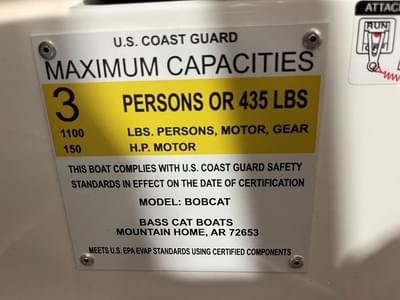 U.S. COAST GUARD
MAXIMUM CAPACITIES
3 PERSONS OR 435 LBS
1100 LBS. PERSONS, MOTOR, GEAR
150 H.P. MOTOR
THIS BOAT COMPLIES WITH U.S. COAST GUARD SAFETY
STANDARDS IN EFFECT ON THE DATE OF CERTIFICATION
MODEL: BOBCAT
BASS CAT BOATS
MOUNTAIN HOME, AR 72653
MEETS U.S. EPA EVAP STANDARDS USING CERTIFIED COMPONENTS
ATTAC
RUN